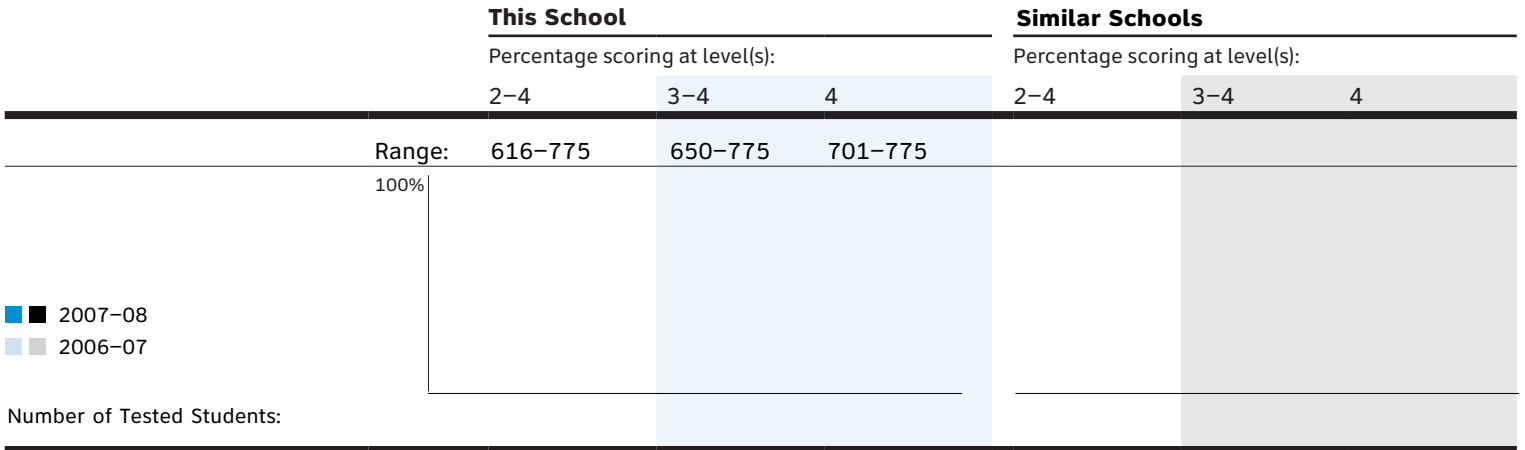 This School Similar Schools
Percentage scoring at level(s): Percentage scoring at level(s):
2–4 3–4 4 2–4 3–4 4
Range: 616–775 650–775 701–775
100%
2007–08
2006–07
Number of Tested Students: